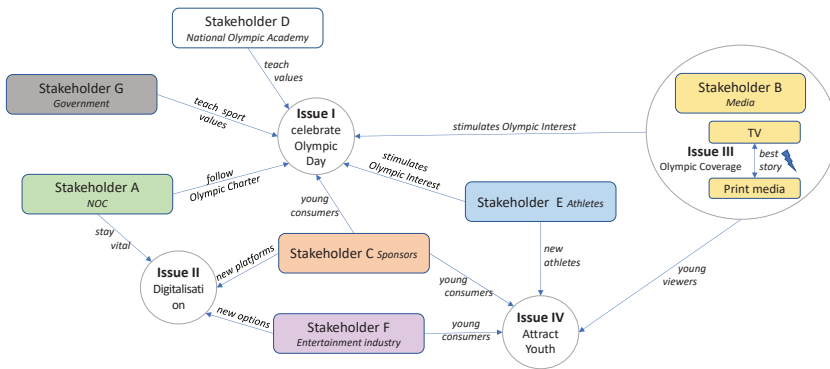 Stakeholder D
National Olympic Academy
teach
values
Stakeholder G
Government
teach sport
values
Issue I
celebrate
Olympic
Day
stimulates Olympic Interest
Stakeholder B
Media
TV
Issue III
Olympic Coverage
best
story
Print media
Stakeholder A
NOC
follow
Olympic Charter
stimulates
Olympic Interest
Stakeholder E Athletes
young
consumers
stay
vital
Issue II
Digitalisati
on
new platforms
Stakeholder C Sponsors
new
athletes
young
consumers
young
viewers
new options
Stakeholder F
Entertainment industry
young
consumers
Issue IV
Attract
Youth